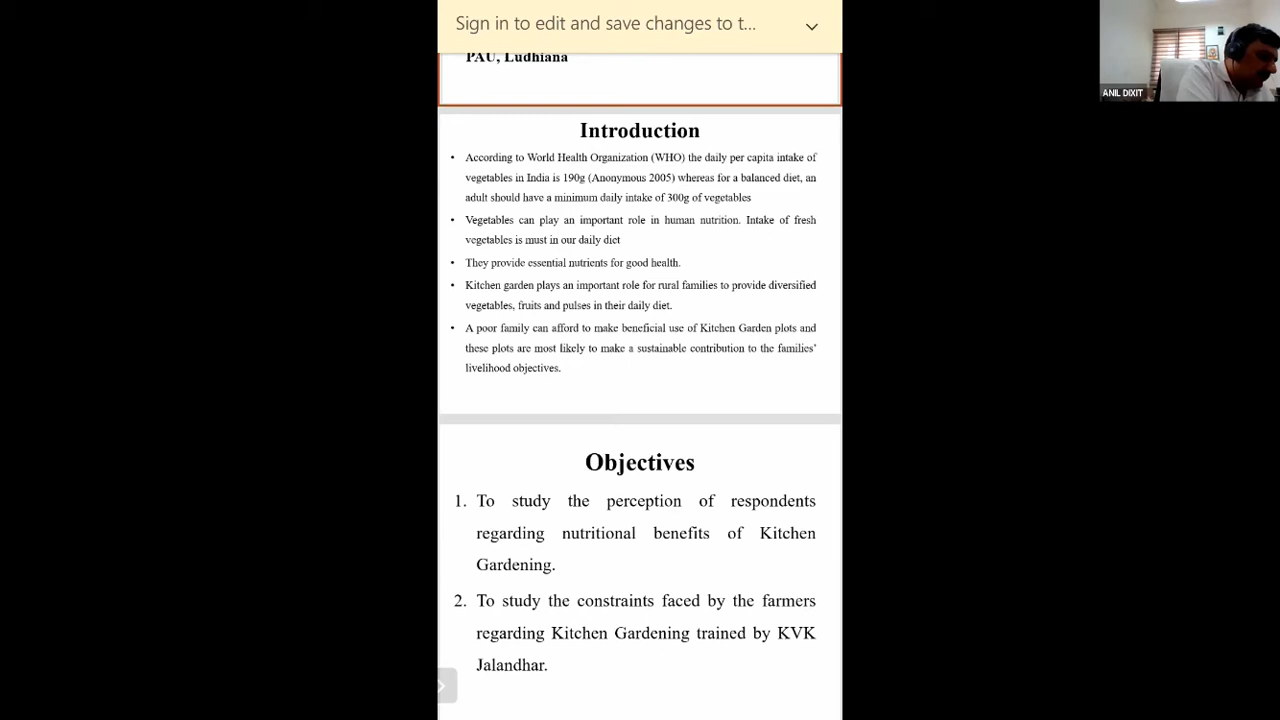 Sign in to edit and save changes to t...
PAU, Ludhiana
ANIL DIXIT
Introduction
• According to World Health Organization (WHO) the daily per capita intake of
vegetables in India is 190g (Anonymous 2005) whereas for a balanced diet, an
adult should have a minimum daily intake of 300g of vegetables
• Vegetables can play an important role in human nutrition. Intake of fresh
vegetables is must in our daily diet
• They provide essential nutrients for good health.
• Kitchen garden plays an important role for rural families to provide diversified
vegetables, fruits and pulses in their daily diet.
• A poor family can afford to make beneficial use of Kitchen Garden plots and
these plots are most likely to make a sustainable contribution to the families'
livelihood objectives.
Objectives
1. To study the perception of respondents
regarding nutritional benefits of Kitchen
Gardening.
2. To study the constraints faced by the farmers
regarding Kitchen Gardening trained by KVK
Jalandhar.